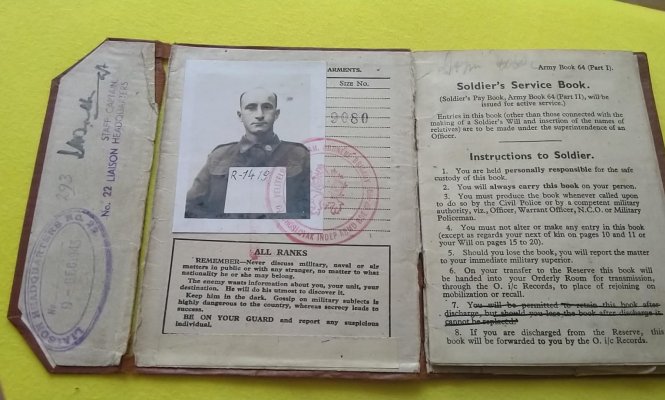 293
STAFF-CAPTAIN
No. 22 LIAISON HEADQUARTERS
LIAISON HEADQUARTERS No. 22
GARMENTS.
Size No.
9080
R-1419
ALL RANKS
REMEMBER—Never discuss military, naval or air
matters in public or with any stranger, no matter to what
nationality he or she may belong.
The enemy wants information about you, your unit, your
destination. He will do his utmost to discover it.
Keep him in the dark. Gossip on military subjects is
highly dangerous to the country, whereas secrecy leads to
success.
BE ON YOUR GUARD and report any suspicious
individual.
Army Book 64 (Part I).
Soldier's Service Book.
(Soldier's Pay Book, Army Book 64 (Part II), will be
issued for active service.)
Entries in this book (other than those connected with the
making of a Soldier's Will and insertion of the names of
relatives) are to be made under the superintendence of an
Officer.
Instructions to Soldier.
1. You are held personally responsible for the safe
custody of this book.
2. You will always carry this book on your person.
3. You must produce the book whenever called upon
to do so by the Civil Police or by a competent military
authority, viz., Officer, Warrant Officer, N.C.O. or Military
Policeman.
4. You must not alter or make any entry in this book
(except as regards your next of kin on pages 10 and 11 or
your Will on pages 15 to 20).
5. Should you lose the book, you will report the matter
to your immediate military superior.
6. On your transfer to the Reserve this book will
be handed into your Orderly Room for transmission,
through the O. i/c Records, to place of rejoining on
mobilization or recall.
7. You will be permitted to retain this book after
discharge, but should you lose the book after discharge it
cannot be replaced.
8. If you are discharged from the Reserve, this
book will be forwarded to you by the O. i/c Records.